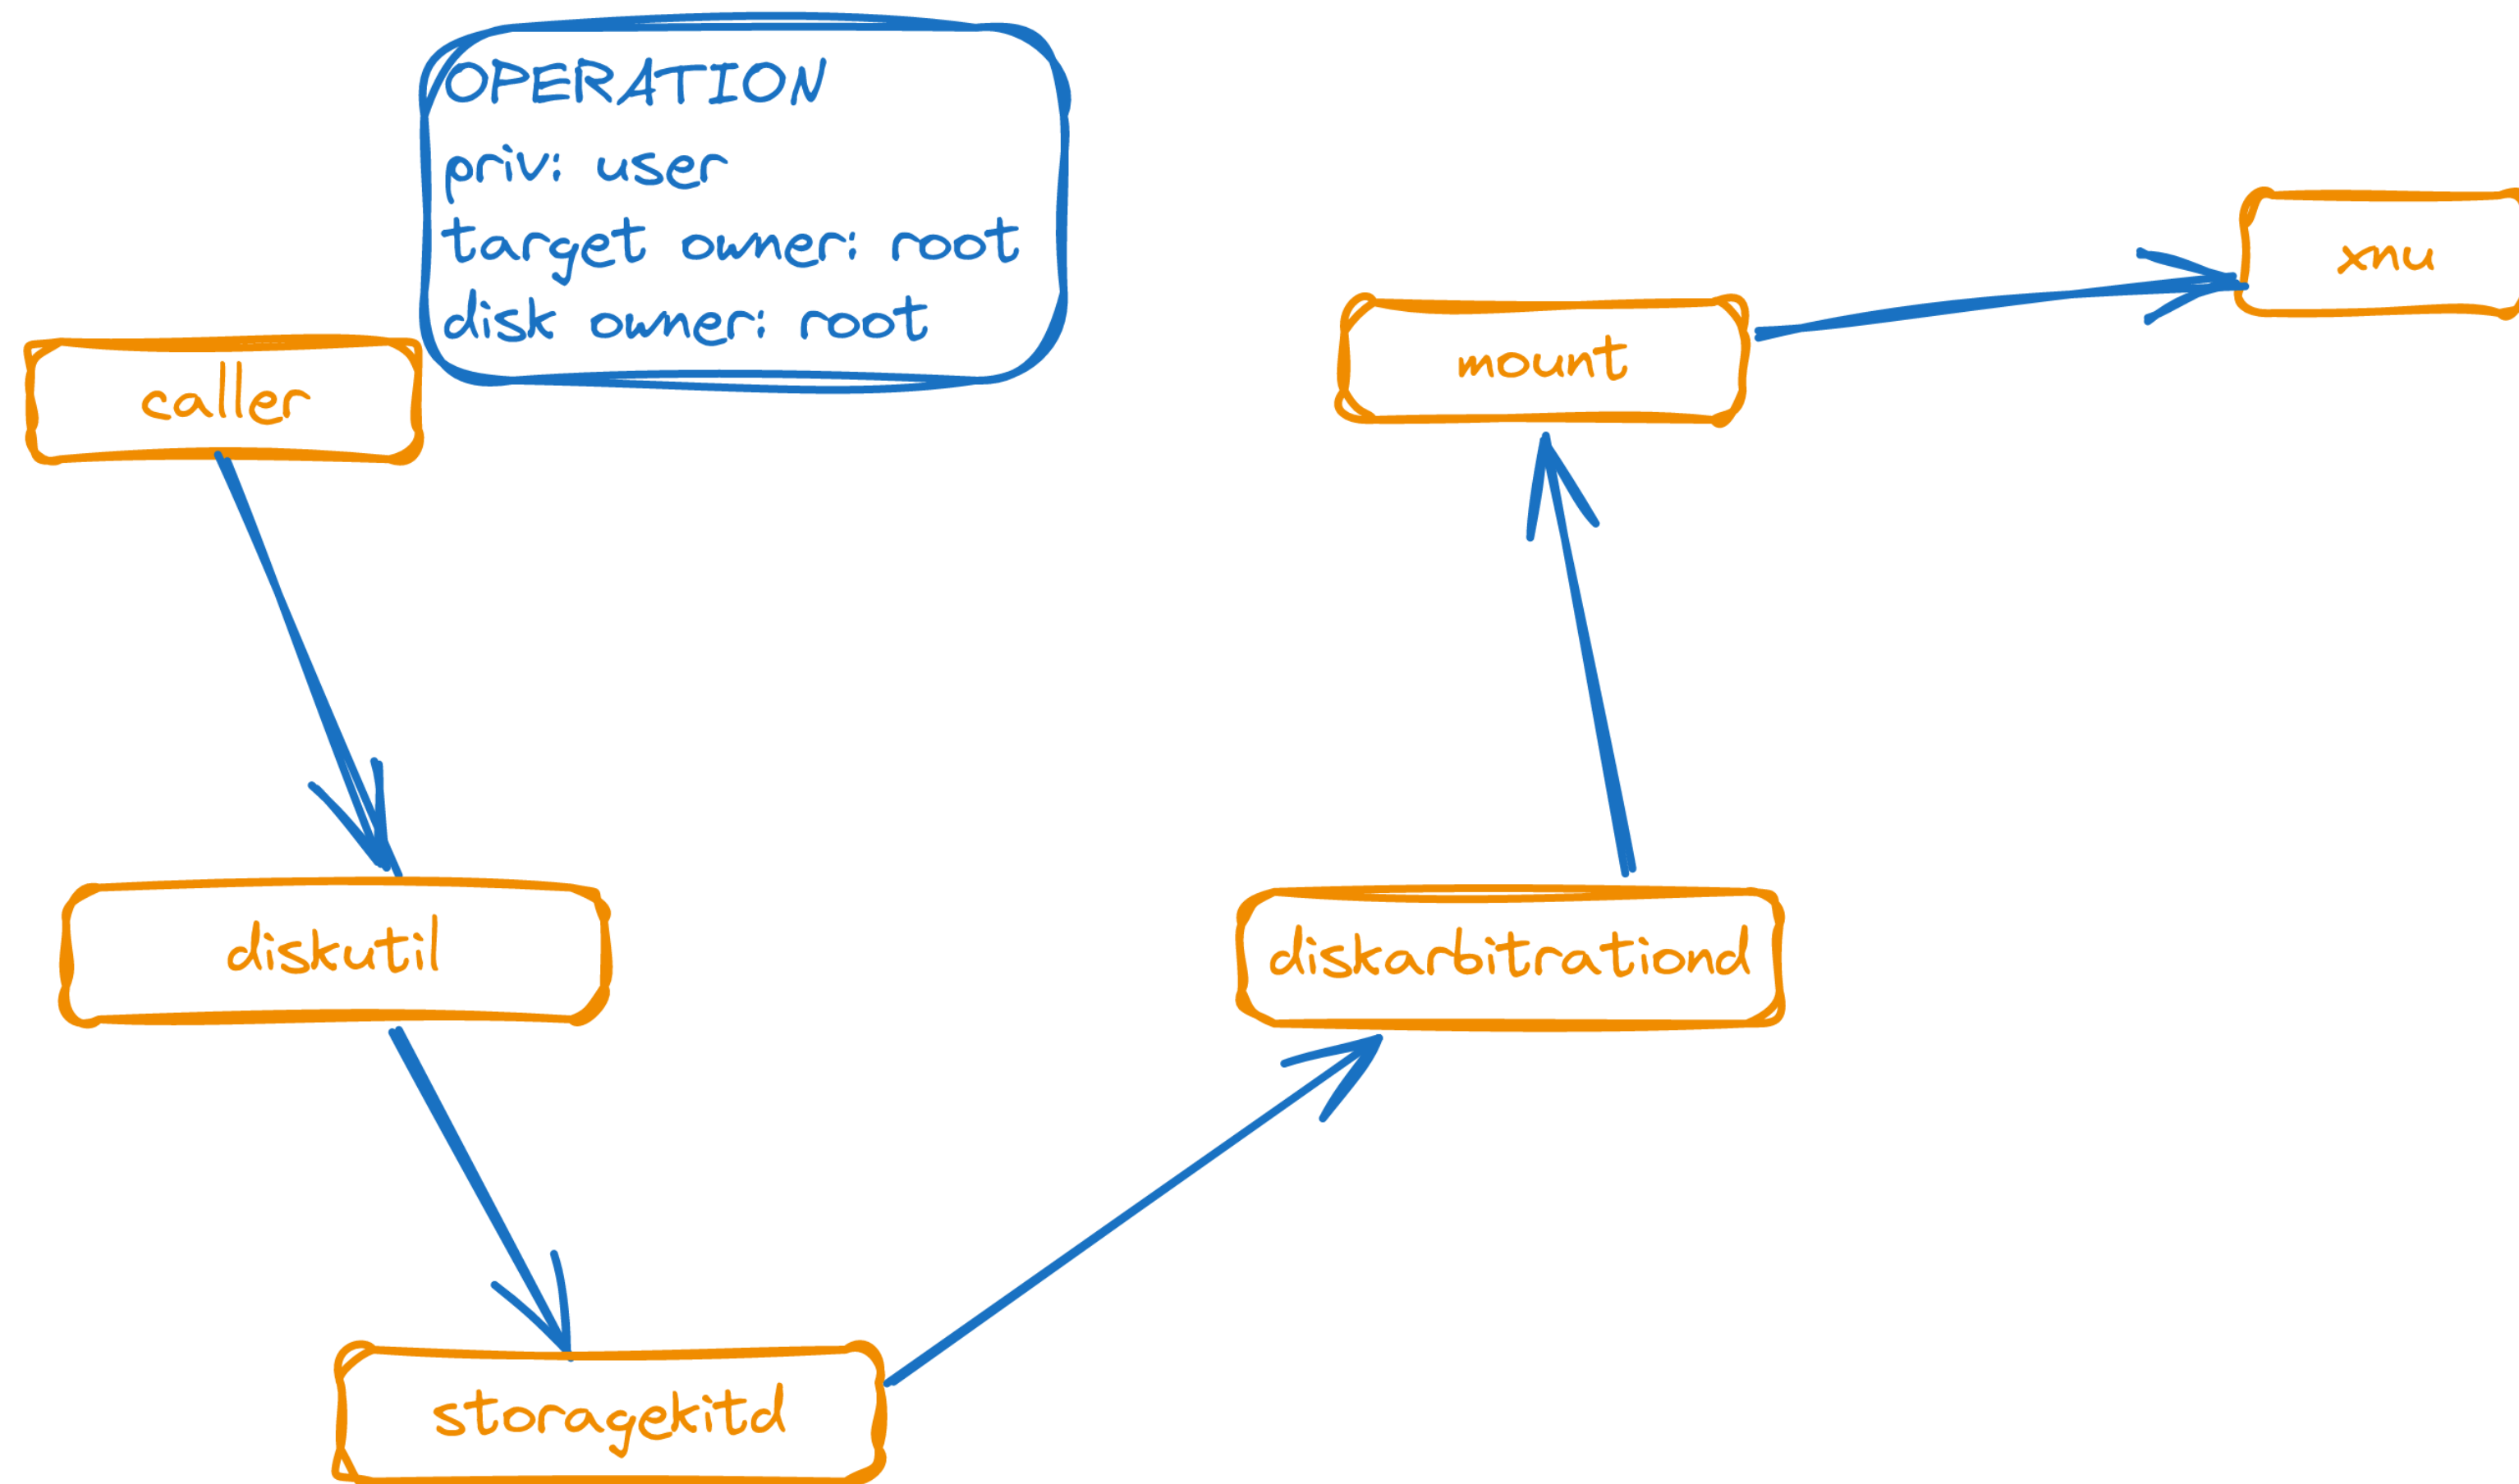 OPERATION
priv: user
target owner: root
disk owner: root
caller
mount
xnu
diskutil
diskarbitrationd
storagekitd